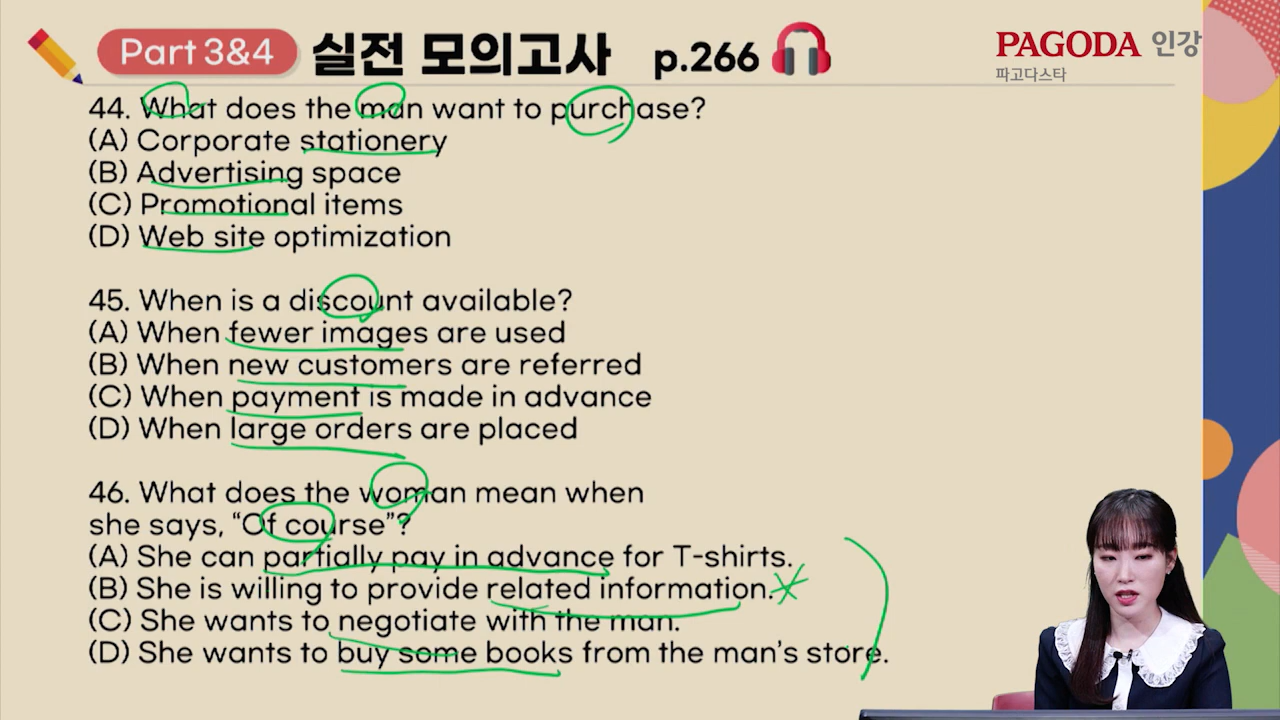 Part 3&4 실전 모의고사 p.266
PAGODA 인강
파고다스타
44. What does the man want to purchase?
(A) Corporate stationery
(B) Advertising space
(C) Promotional items
(D) Web site optimization
45. When is a discount available?
(A) When fewer images are used
(B) When new customers are referred
(C) When payment is made in advance
(D) When large orders are placed
46. What does the woman mean when
she says, “Of course”?
(A) She can partially pay in advance for T-shirts.
(B) She is willing to provide related information.
(C) She wants to negotiate with the man.
(D) She wants to buy some books from the man's store.